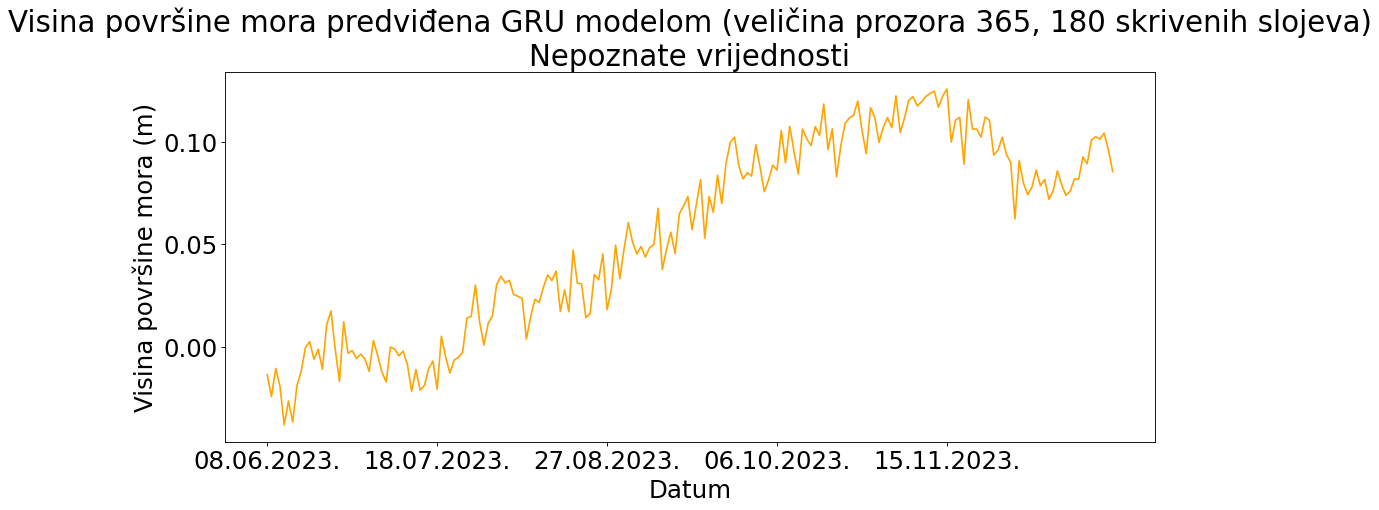 Visina površine mora predviđena GRU modelom (veličina prozora 365, 180 skrivenih slojeva)
Nepoznate vrijednosti
Visina površine mora (m)
0.10
0.05
0.00
08.06.2023. 18.07.2023. 27.08.2023. 06.10.2023. 15.11.2023.
Datum